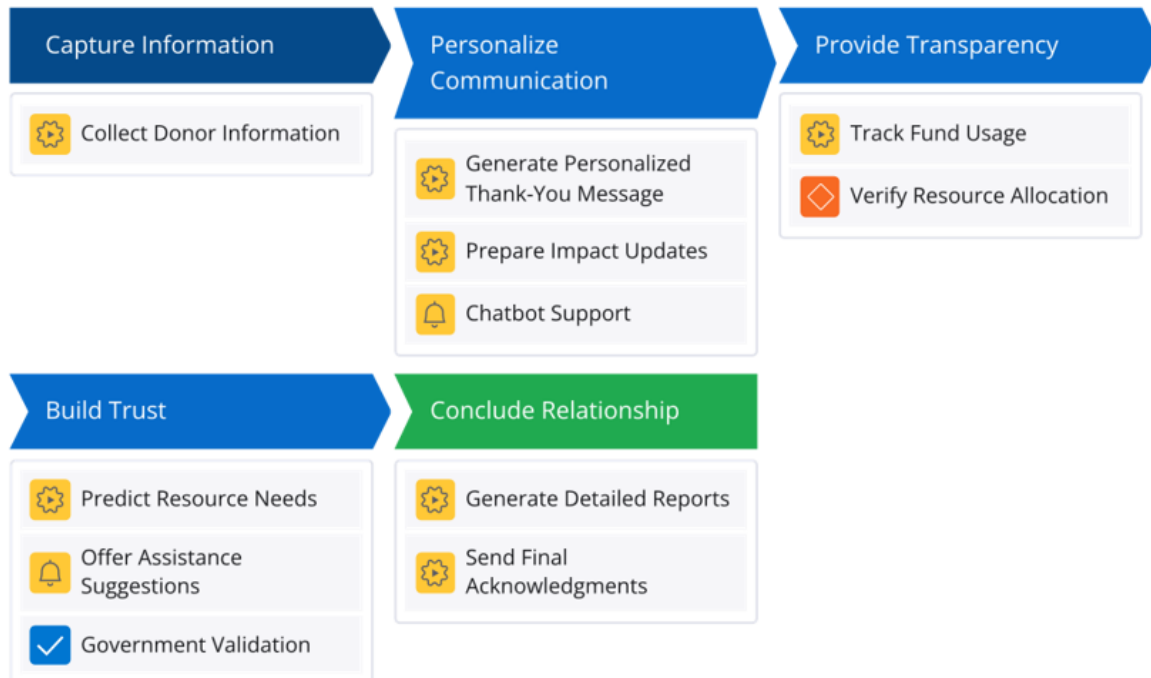 Capture Information
Collect Donor Information
Personalize
Communication
Generate Personalized
Thank-You Message
Prepare Impact Updates
Chatbot Support
Provide Transparency
Track Fund Usage
Verify Resource Allocation
Build Trust
Predict Resource Needs
Offer Assistance
Suggestions
Government Validation
Conclude Relationship
Generate Detailed Reports
Send Final
Acknowledgments